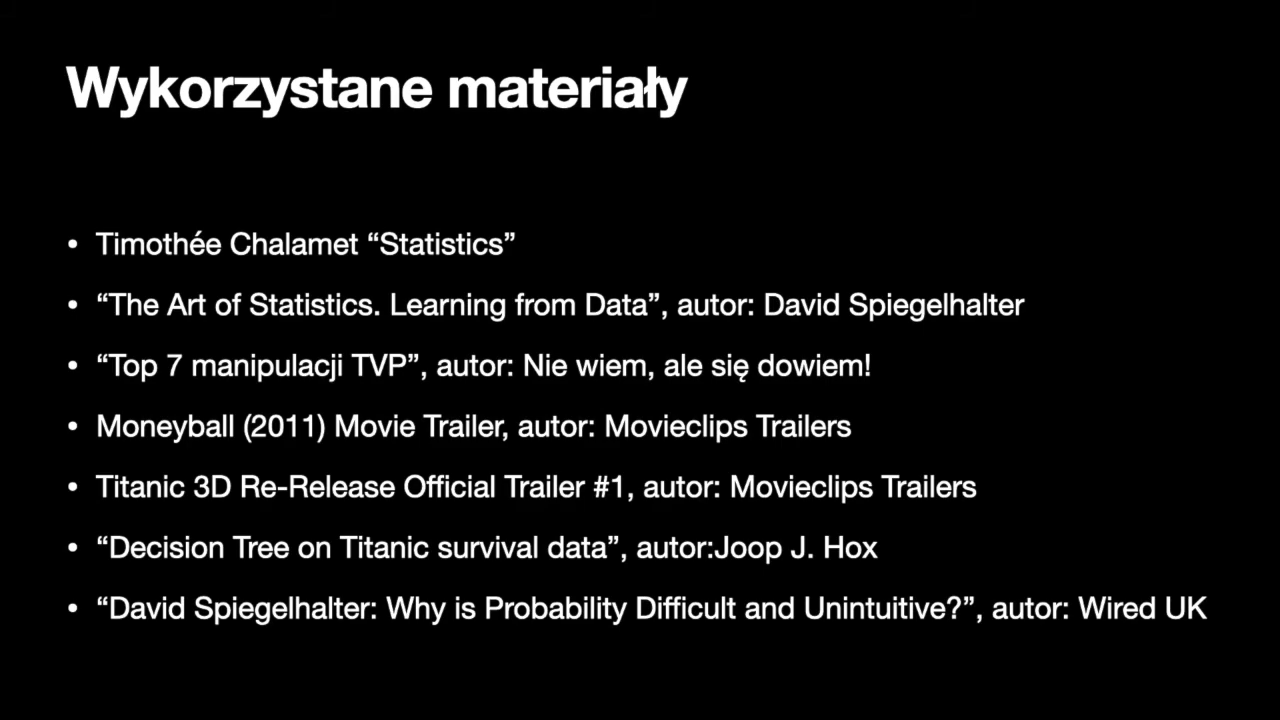 Wykorzystane materiały
• Timothée Chalamet “Statistics”
• “The Art of Statistics. Learning from Data”, autor: David Spiegelhalter
• “Top 7 manipulacji TVP”, autor: Nie wiem, ale się dowiem!
• Moneyball (2011) Movie Trailer, autor: Movieclips Trailers
• Titanic 3D Re-Release Official Trailer #1, autor: Movieclips Trailers
• “Decision Tree on Titanic survival data”, autor:Joop J. Hox
• “David Spiegelhalter: Why is Probability Difficult and Unintuitive?”, autor: Wired UK